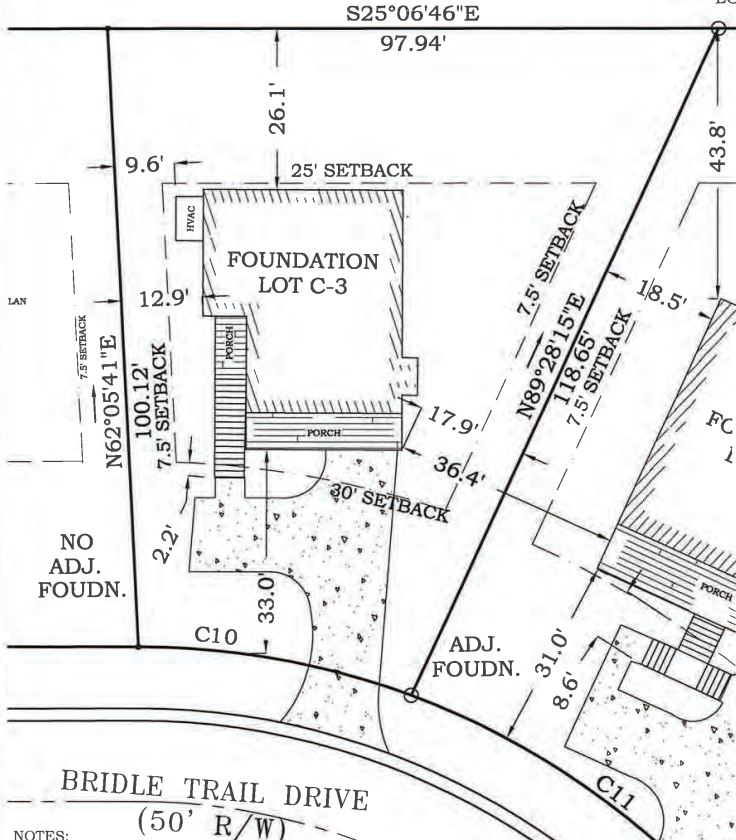 S25°06'46"E
97.94'
26.1'
43.8'
9.6'
25' SETBACK
HVAC
FOUNDATION
LOT C-3
7.5' SETBACK
18.5'
12.9'
LAN
7.5' SETBACK
N62°05'41"E
100.12'
7.5' SETBACK
PORCH
N89°28'15"E
118.65'
7.5' SETBACK
17.9'
PORCH
36.4'
30' SETBACK
2.2'
NO
ADJ.
FOUDN.
33.0'
PORCH
C10
ADJ.
FOUDN.
31.0'
8.6'
C11
BRIDLE TRAIL DRIVE
(50' R/W)
NOTES: